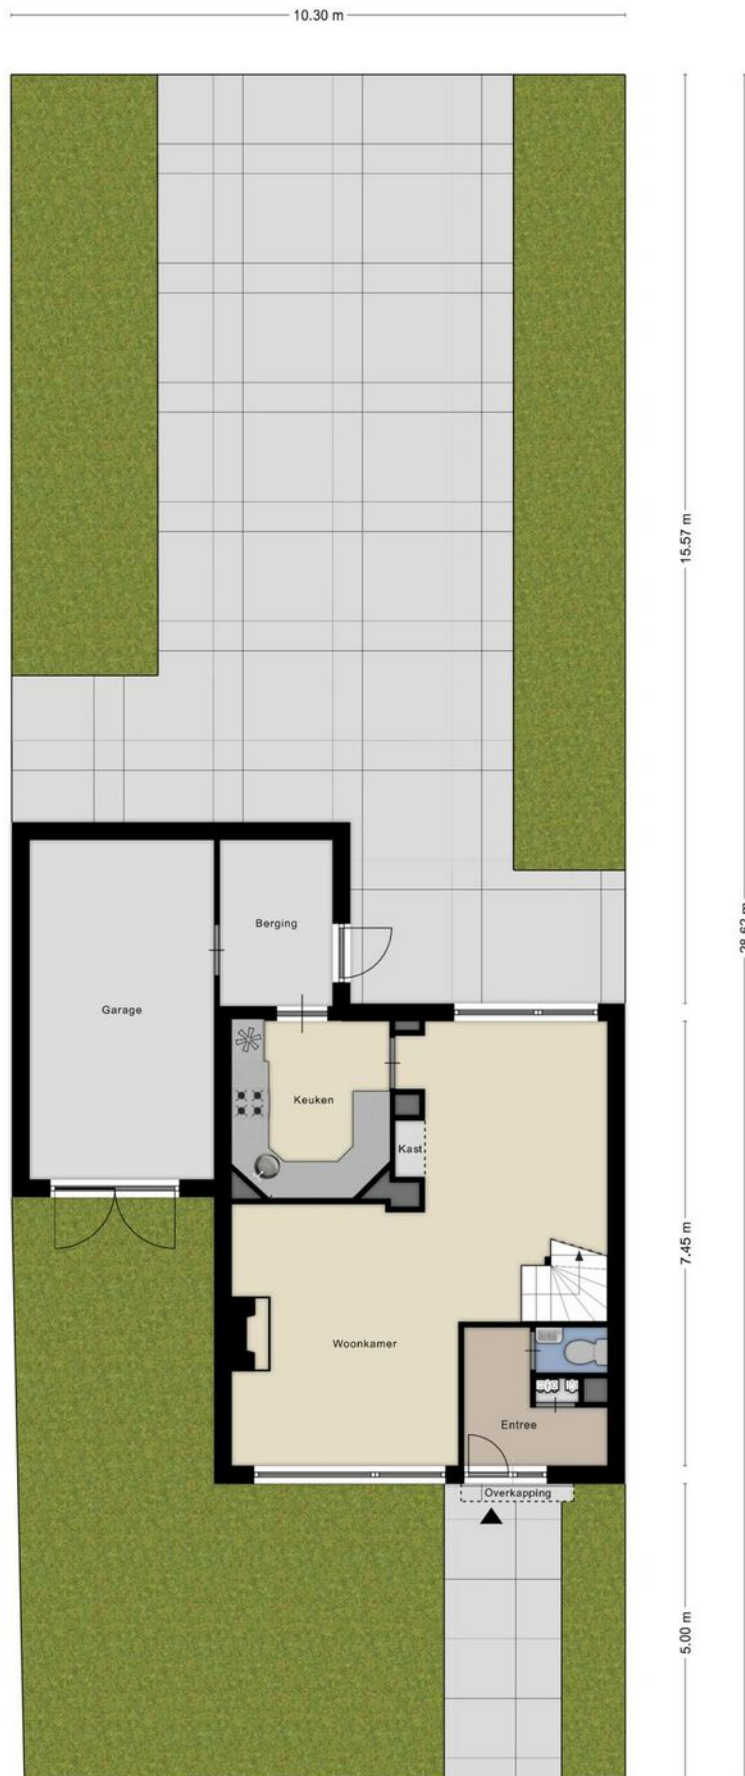 10.30 m
15.57 m
Berging
28.62 m
Garage
Keuken
Kast
7.45 m
Woonkamer
Entree
Overkapping
5.00 m